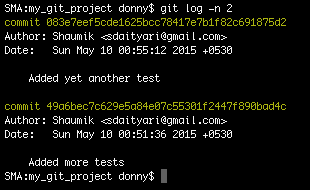 SMA:my_git_project donny$ git log -n 2
commit 083e7eef5cde1625bcc78417e7b1f82c691875d2
Author: Shaumik <sdaityari@gmail.com>
Date:   Sun May 10 00:55:12 2015 +0530
Added yet another test
commit 49a6bec7c629e5a84e07c55301f2447f890bad4c
Author: Shaumik <sdaityari@gmail.com>
Date:   Sun May 10 00:51:36 2015 +0530
Added more tests
SMA:my_git_project donny$